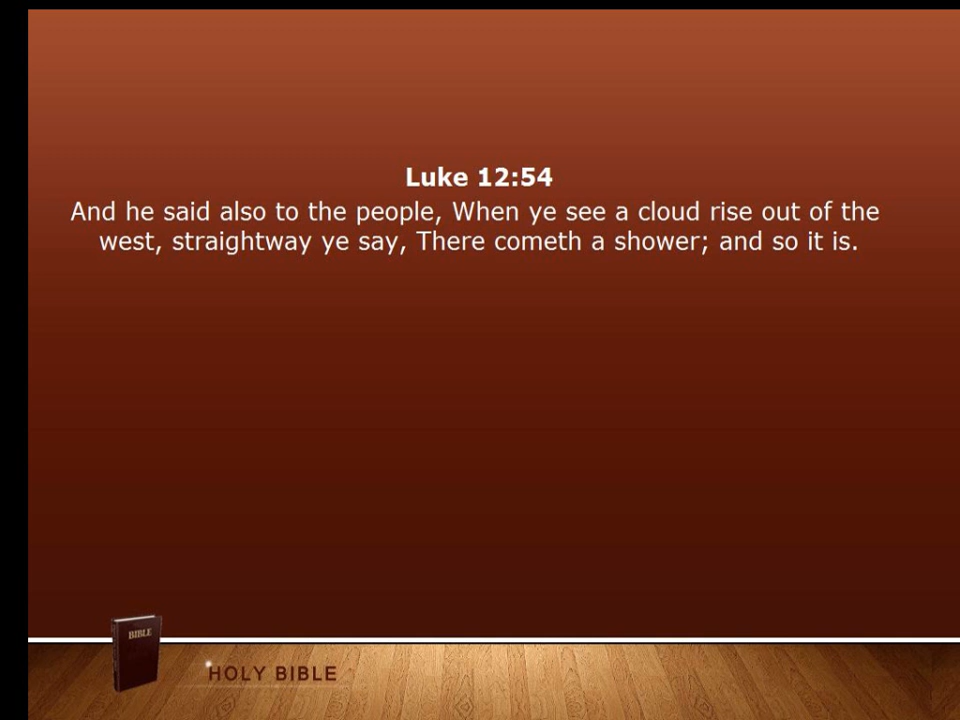 Luke 12:54
And he said also to the people, When ye see a cloud rise out of the
west, straightway ye say, There cometh a shower; and so it is.
BIBLE
HOLY BIBLE